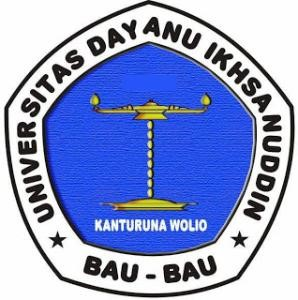 UNIVERSITAS DAYANU IKHSANUDDIN
KANTURUNA WOLIO
BAU - BAU